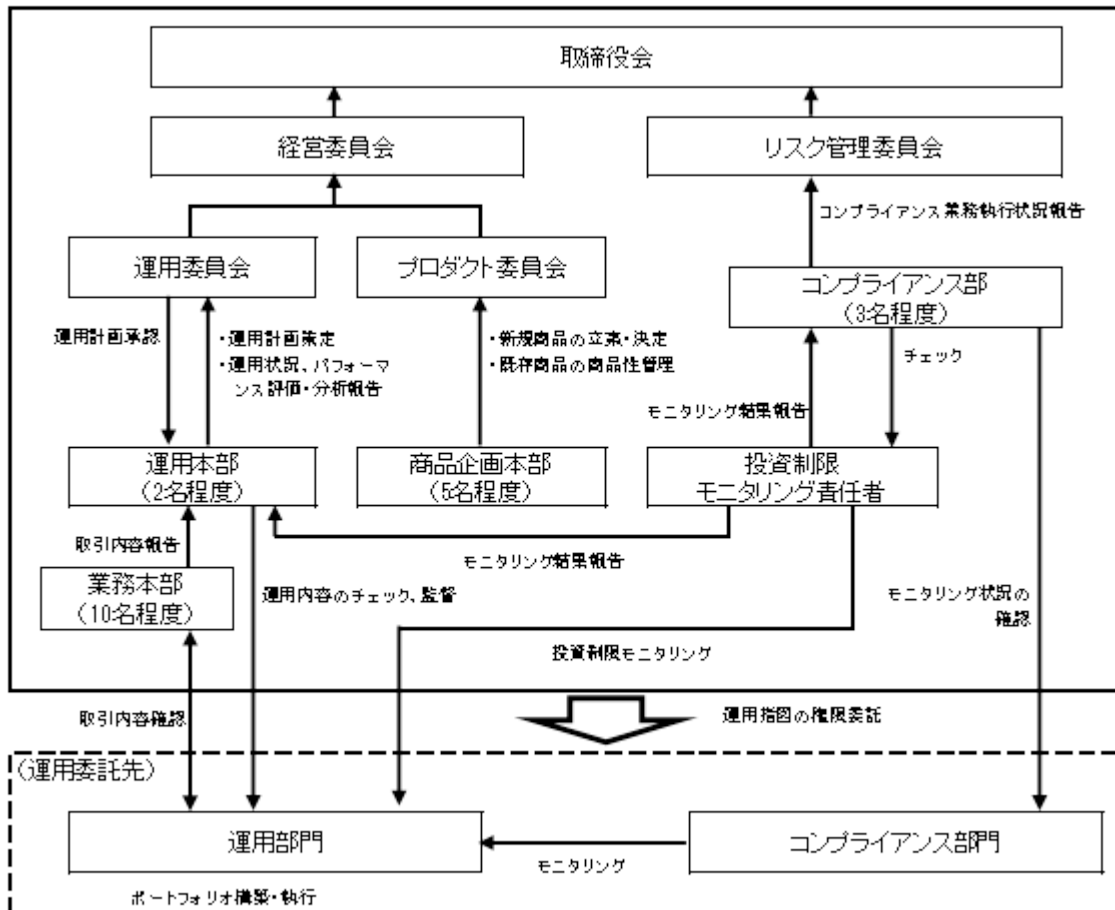 取締役会
経営委員会
リスク管理委員会
コンプライアンス業務執行状況報告
運用委員会
プロダクト委員会
コンプライアンス部
（3名程度）
運用計画承認
・運用計画策定
・運用状況、パフォーマ
ンス評価・分析報告
・新規商品の立案・決定
・既存商品の商品性管理
チェック
モニタリング結果報告
運用本部
（2名程度）
商品企画本部
（5名程度）
投資制限
モニタリング責任者
取引内容報告
モニタリング結果報告
業務本部
（10名程度）
運用内容のチェック、監督
モニタリング状況の
確認
投資制限モニタリング
取引内容確認
運用指図の権限委託
（運用委託先）
運用部門
コンプライアンス部門
モニタリング
ポートフォリオ構築・執行